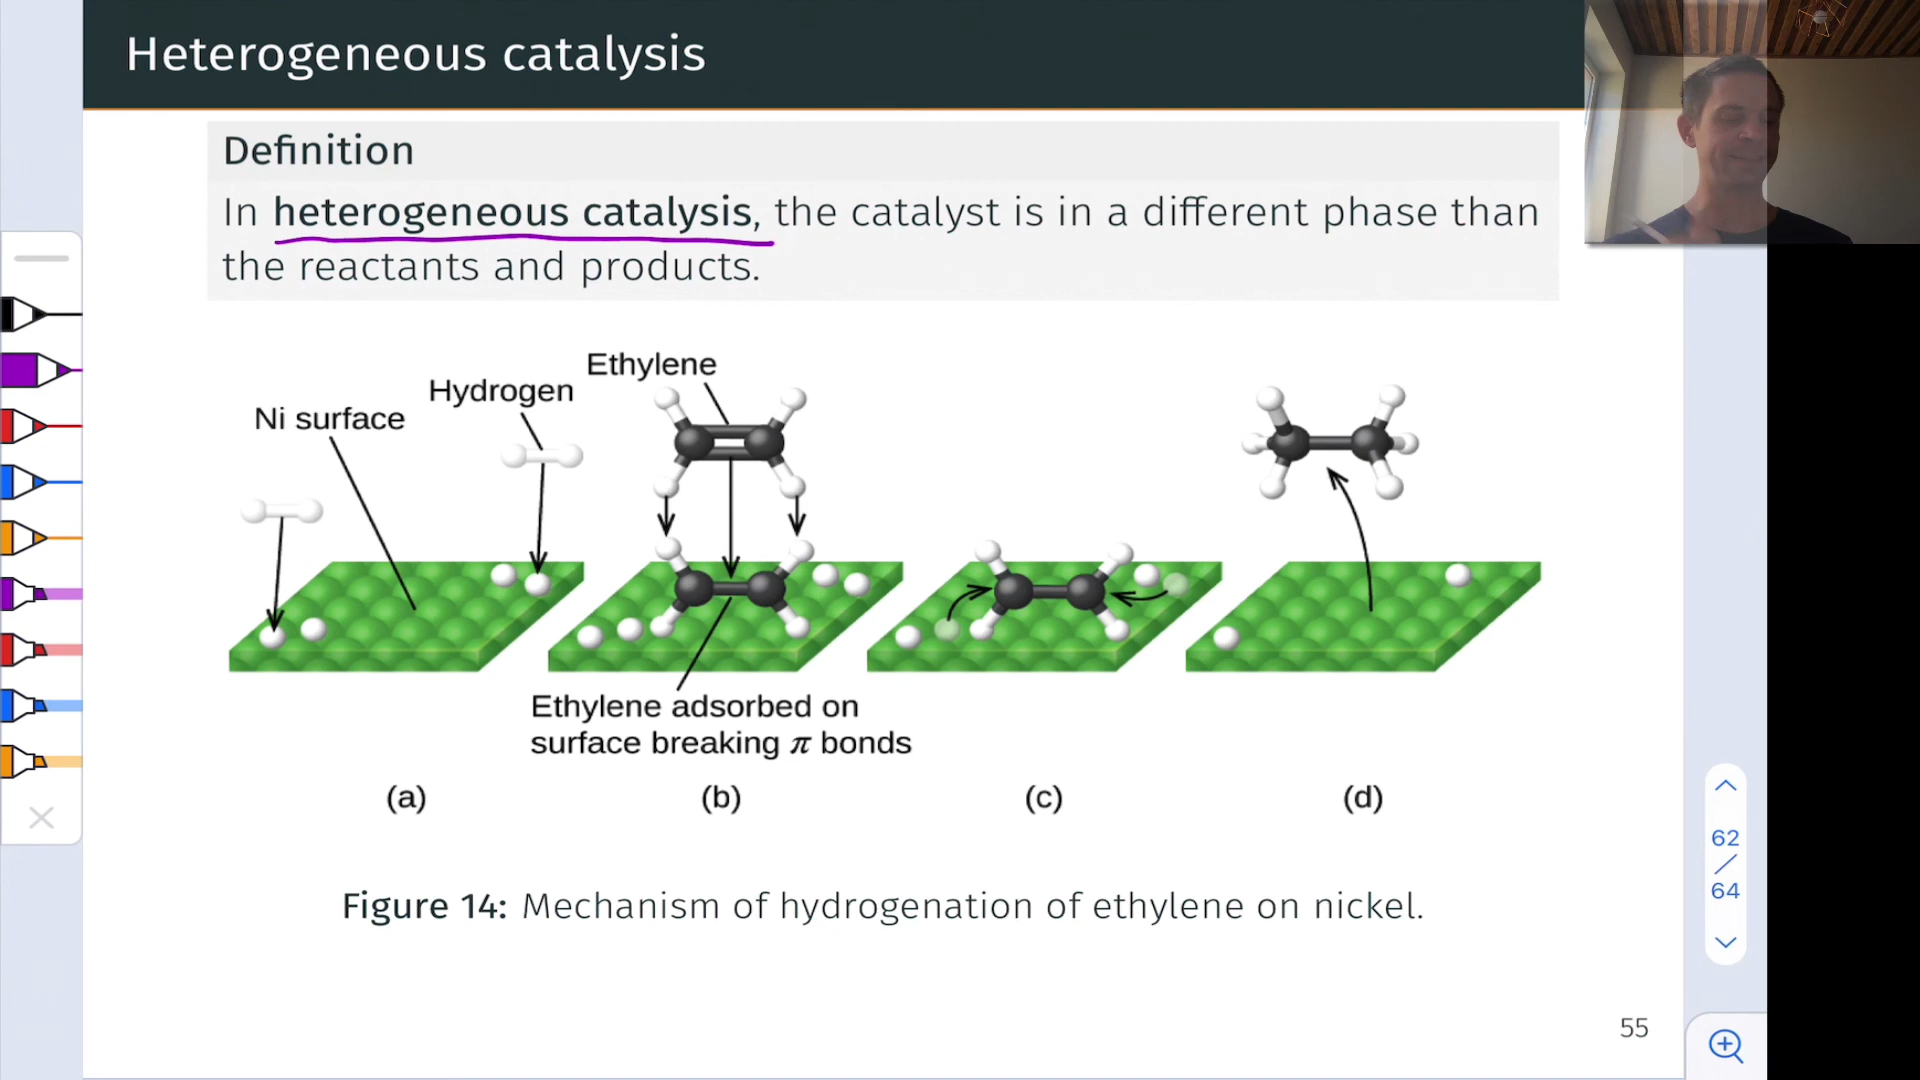 Heterogeneous catalysis
Definition
In heterogeneous catalysis, the catalyst is in a different phase than
the reactants and products.
Ethylene
Hydrogen
Ni surface
Ethylene adsorbed on
surface breaking π bonds
(a)
(b)
(c)
(d)
Figure 14: Mechanism of hydrogenation of ethylene on nickel.
62
/
64
55